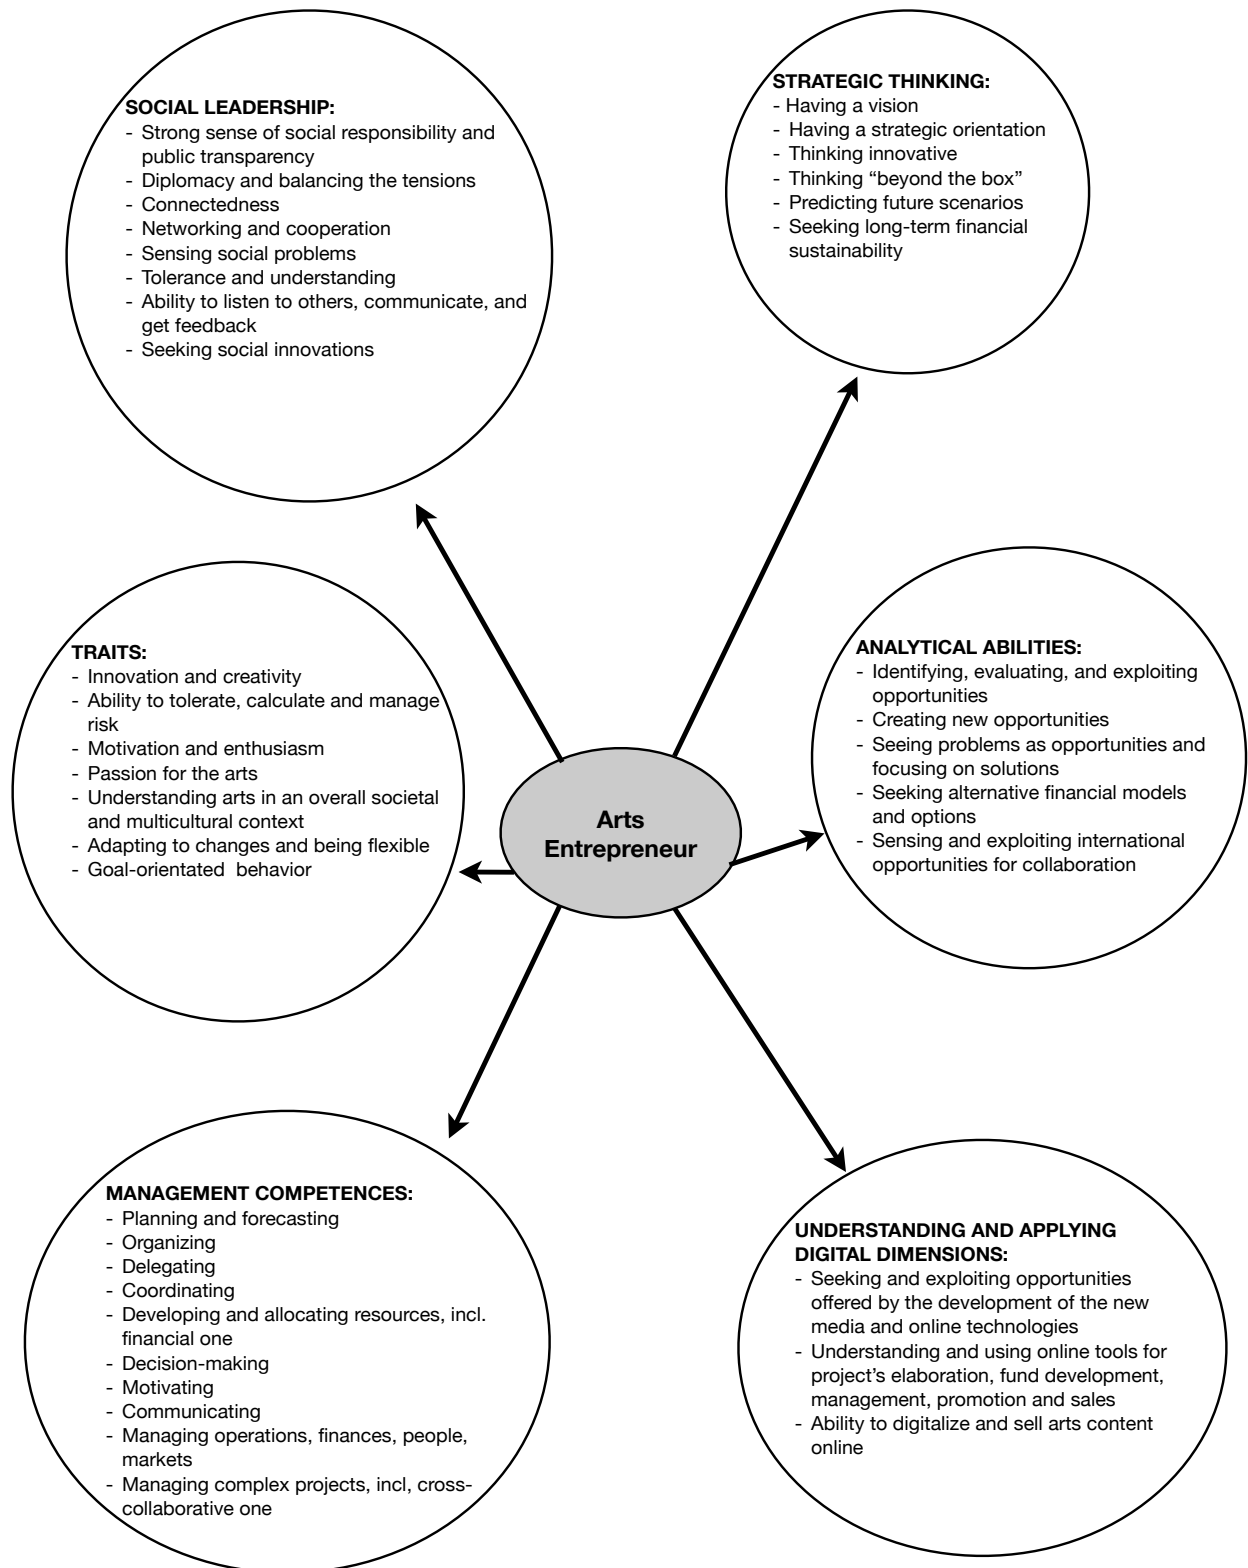 SOCIAL LEADERSHIP:
- Strong sense of social responsibility and
public transparency
- Diplomacy and balancing the tensions
- Connectedness
- Networking and cooperation
- Sensing social problems
- Tolerance and understanding
- Ability to listen to others, communicate, and
get feedback
- Seeking social innovations
STRATEGIC THINKING:
- Having a vision
- Having a strategic orientation
- Thinking innovative
- Thinking “beyond the box”
- Predicting future scenarios
- Seeking long-term financial
sustainability
TRAITS:
- Innovation and creativity
- Ability to tolerate, calculate and manage
risk
- Motivation and enthusiasm
- Passion for the arts
- Understanding arts in an overall societal
and multicultural context
- Adapting to changes and being flexible
- Goal-orientated behavior
Arts
Entrepreneur
ANALYTICAL ABILITIES:
- Identifying, evaluating, and exploiting
opportunities
- Creating new opportunities
- Seeing problems as opportunities and
focusing on solutions
- Seeking alternative financial models
and options
- Sensing and exploiting international
opportunities for collaboration
MANAGEMENT COMPETENCES:
- Planning and forecasting
- Organizing
- Delegating
- Coordinating
- Developing and allocating resources, incl.
financial one
- Decision-making
- Motivating
- Communicating
- Managing operations, finances, people,
markets
- Managing complex projects, incl, cross-
collaborative one
UNDERSTANDING AND APPLYING
DIGITAL DIMENSIONS:
- Seeking and exploiting opportunities
offered by the development of the new
media and online technologies
- Understanding and using online tools for
project’s elaboration, fund development,
management, promotion and sales
- Ability to digitalize and sell arts content
online